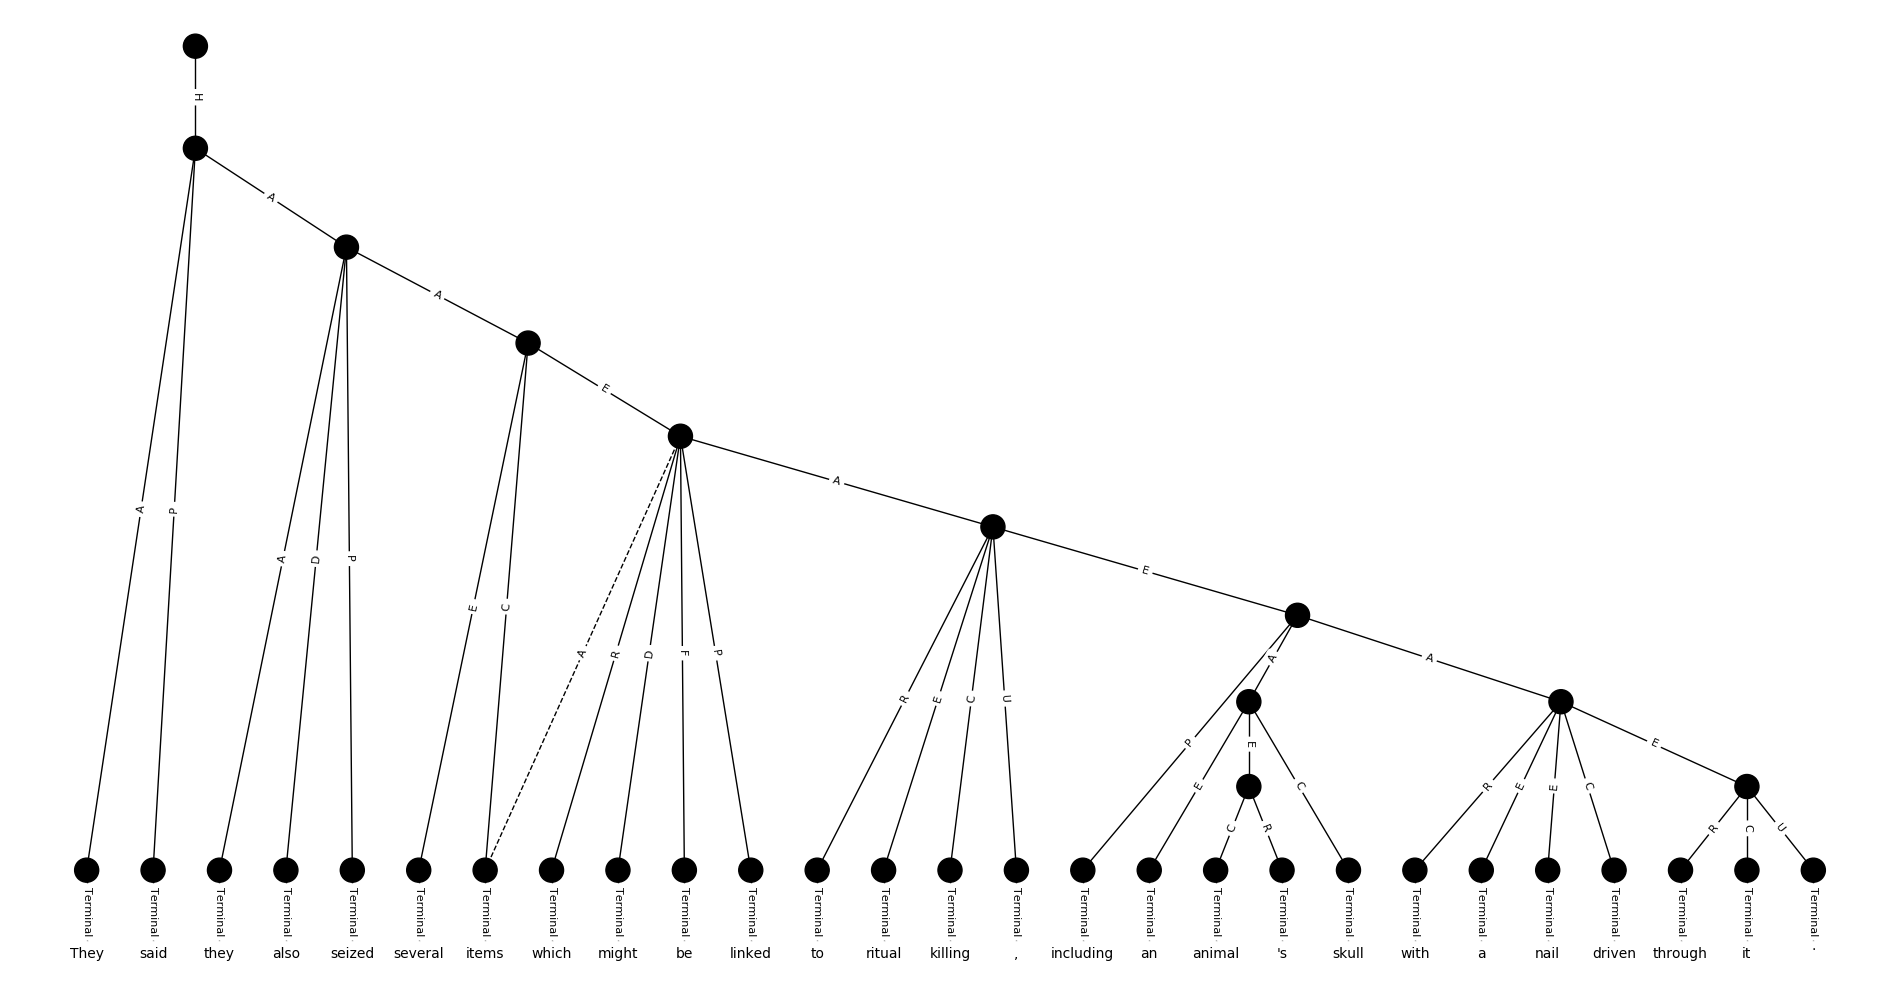 H
A
A
E
A
E
A
A
P
A
D
P
E
C
A
R
D
F
P
R
E
C
U
P
A
E
E
C
C
R
R
E
E
C
E
R
C
U
Terminal Terminal Terminal Terminal Terminal Terminal Terminal Terminal Terminal Terminal Terminal Terminal Terminal Terminal Terminal Terminal Terminal Terminal Terminal Terminal Terminal Terminal Terminal Terminal Terminal Terminal Terminal
They said they also seized several items which might be linked to ritual killing , including an animal 's skull with a nail driven through it .